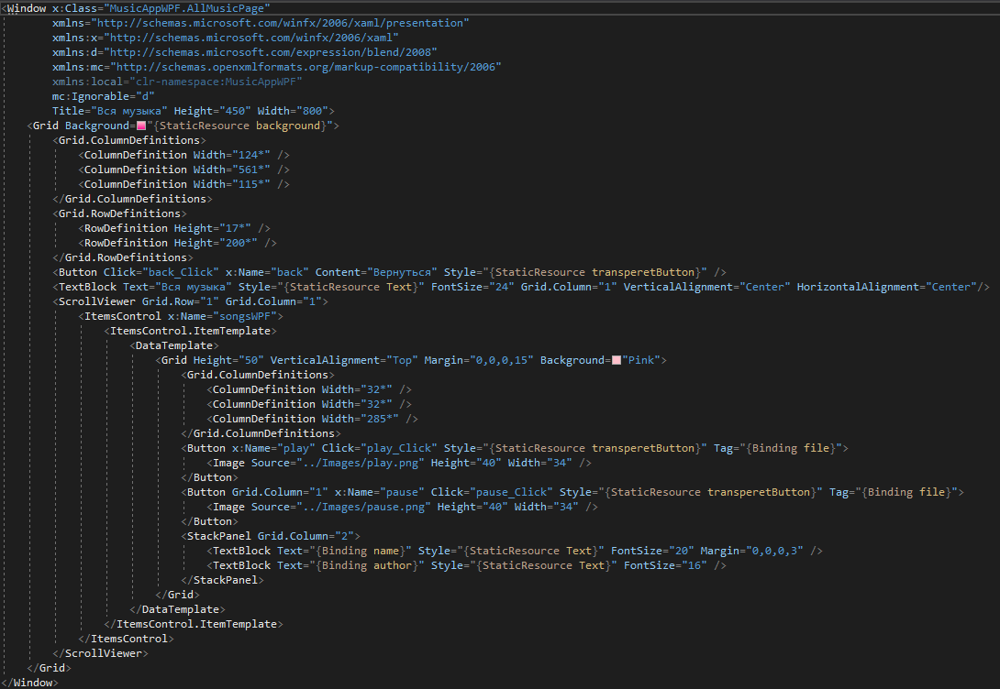 <Window x:Class="MusicAppWPF.AllMusicPage"
        xmlns="http://schemas.microsoft.com/winfx/2006/xaml/presentation"
        xmlns:x="http://schemas.microsoft.com/winfx/2006/xaml"
        xmlns:d="http://schemas.microsoft.com/expression/blend/2008"
        xmlns:mc="http://schemas.openxmlformats.org/markup-compatibility/2006"
        xmlns:local="clr-namespace:MusicAppWPF"
        mc:Ignorable="d"
        Title="Вся музыка" Height="450" Width="800">
    <Grid Background="{StaticResource background}">
        <Grid.ColumnDefinitions>
            <ColumnDefinition Width="124*" />
            <ColumnDefinition Width="561*" />
            <ColumnDefinition Width="115*" />
        </Grid.ColumnDefinitions>
        <Grid.RowDefinitions>
            <RowDefinition Height="17*" />
            <RowDefinition Height="200*" />
        </Grid.RowDefinitions>
        <Button Click="back_Click" x:Name="back" Content="Вернуться" Style="{StaticResource transperetButton}" />
        <TextBlock Text="Вся музыка" Style="{StaticResource Text}" FontSize="24" Grid.Column="1" VerticalAlignment="Center" HorizontalAlignment="Center"/>
        <ScrollViewer Grid.Row="1" Grid.Column="1">
            <ItemsControl x:Name="songsWPF">
                <ItemsControl.ItemTemplate>
                    <DataTemplate>
                        <Grid Height="50" VerticalAlignment="Top" Margin="0,0,0,15" Background="Pink">
                            <Grid.ColumnDefinitions>
                                <ColumnDefinition Width="32*" />
                                <ColumnDefinition Width="32*" />
                                <ColumnDefinition Width="285*" />
                            </Grid.ColumnDefinitions>
                            <Button x:Name="play" Click="play_Click" Style="{StaticResource transperetButton}" Tag="{Binding file}">
                                <Image Source="../Images/play.png" Height="40" Width="34" />
                            </Button>
                            <Button Grid.Column="1" x:Name="pause" Click="pause_Click" Style="{StaticResource transperetButton}" Tag="{Binding file}">
                                <Image Source="../Images/pause.png" Height="40" Width="34" />
                            </Button>
                            <StackPanel Grid.Column="2">
                                <TextBlock Text="{Binding name}" Style="{StaticResource Text}" FontSize="20" Margin="0,0,0,3" />
                                <TextBlock Text="{Binding author}" Style="{StaticResource Text}" FontSize="16" />
                            </StackPanel>
                        </Grid>
                    </DataTemplate>
                </ItemsControl.ItemTemplate>
            </ItemsControl>
        </ScrollViewer>
    </Grid>
</Window>